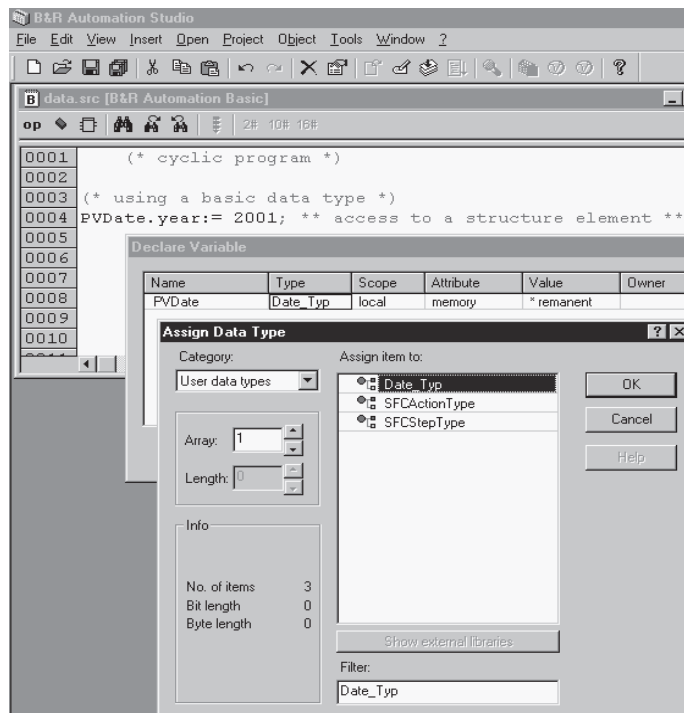 B&R Automation Studio
File Edit View Insert Open Project Object Tools Window ?
data.src [B&R Automation Basic]
op 2# 10# 16#
0001 (* cyclic program *)
0002
0003 (* using a basic data type *)
0004 PVDate.year:= 2001; ** access to a structure element **
0005
0006
0007
0008
0009
0010
Declare Variable
Name Type Scope Attribute Value Owner
PVDate Date_Typ local memory * remanent
Assign Data Type
Category:
User data types
Array: 1
Length: 0
Info
No. of items 3
Bit length 0
Byte length 0
Assign item to:
Date_Typ
SFCActionType
SFCStepType
Show external libraries
Filter:
Date_Typ
OK
Cancel
Help